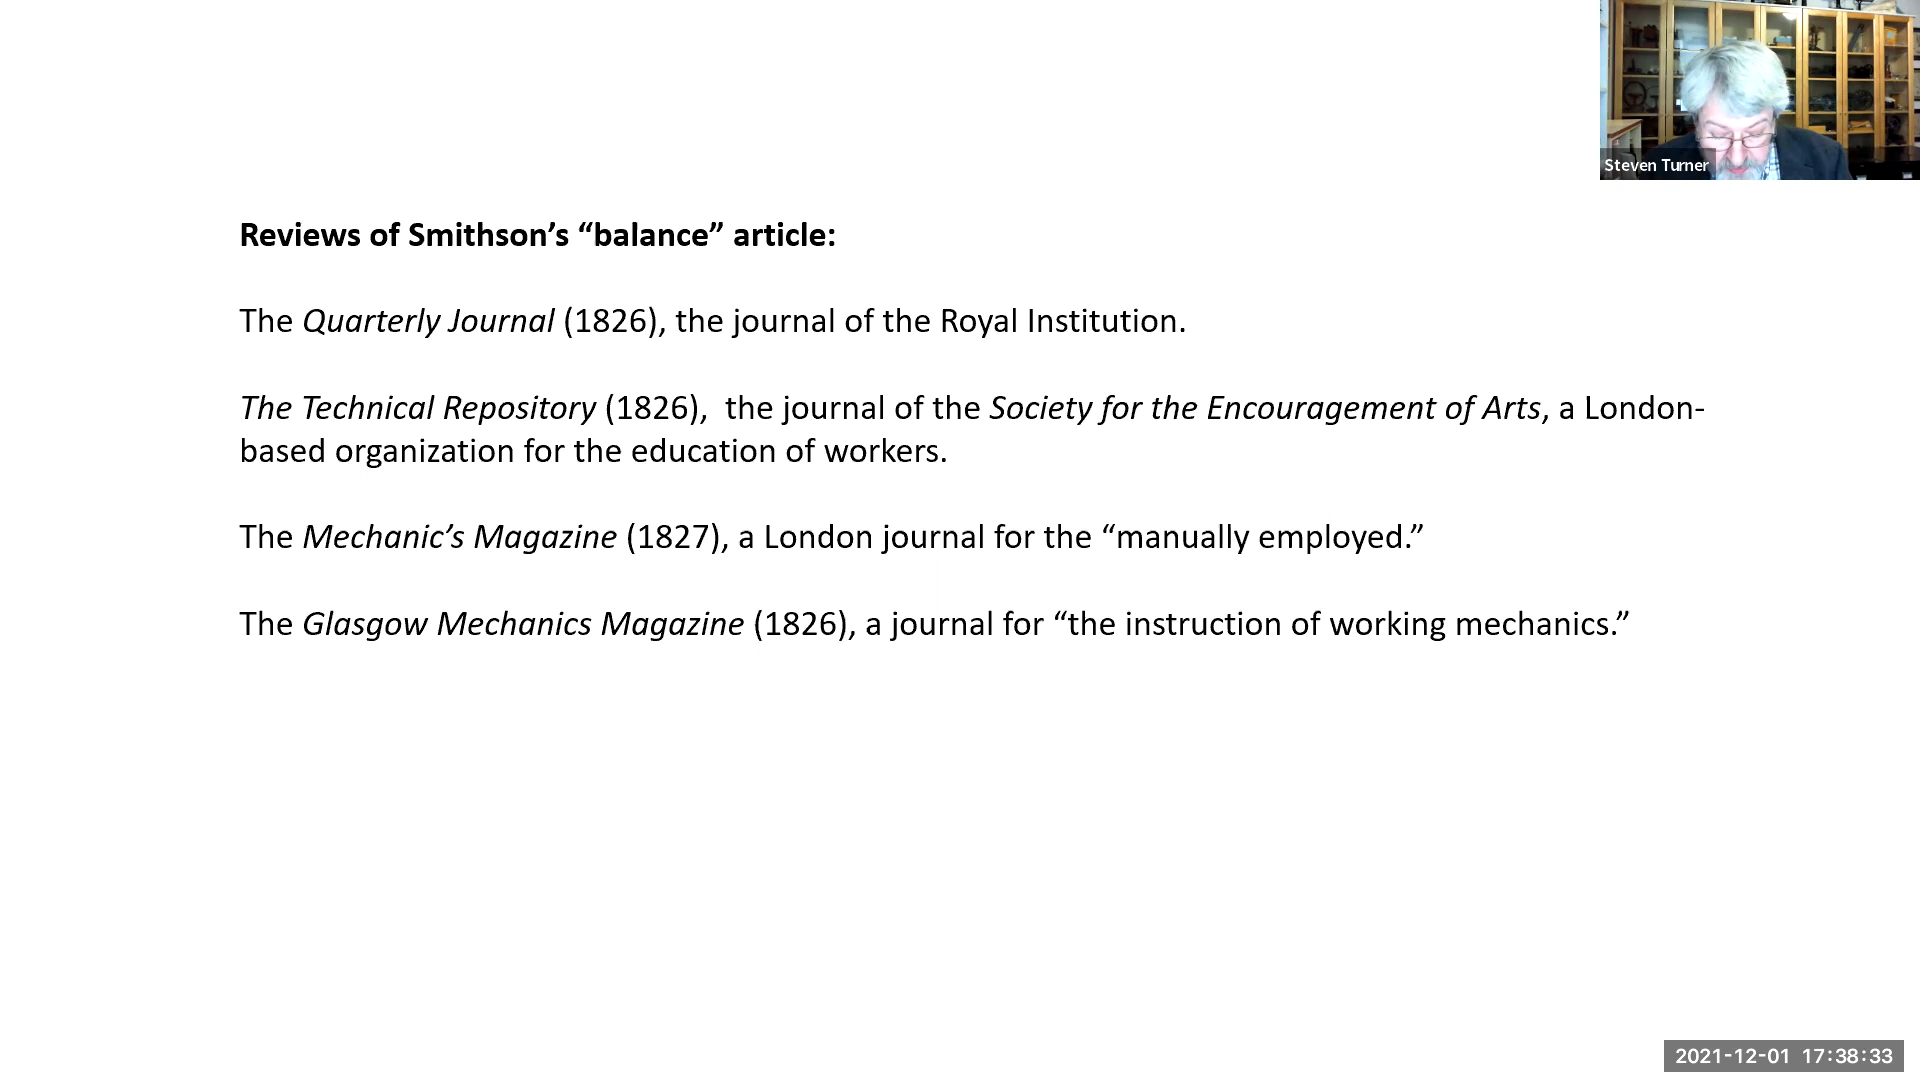 Steven Turner
Reviews of Smithson’s “balance” article:
The Quarterly Journal (1826), the journal of the Royal Institution.
The Technical Repository (1826),  the journal of the Society for the Encouragement of Arts, a London-
based organization for the education of workers.
The Mechanic’s Magazine (1827), a London journal for the “manually employed.”
The Glasgow Mechanics Magazine (1826), a journal for “the instruction of working mechanics.”
2021-12-01 17:38:33